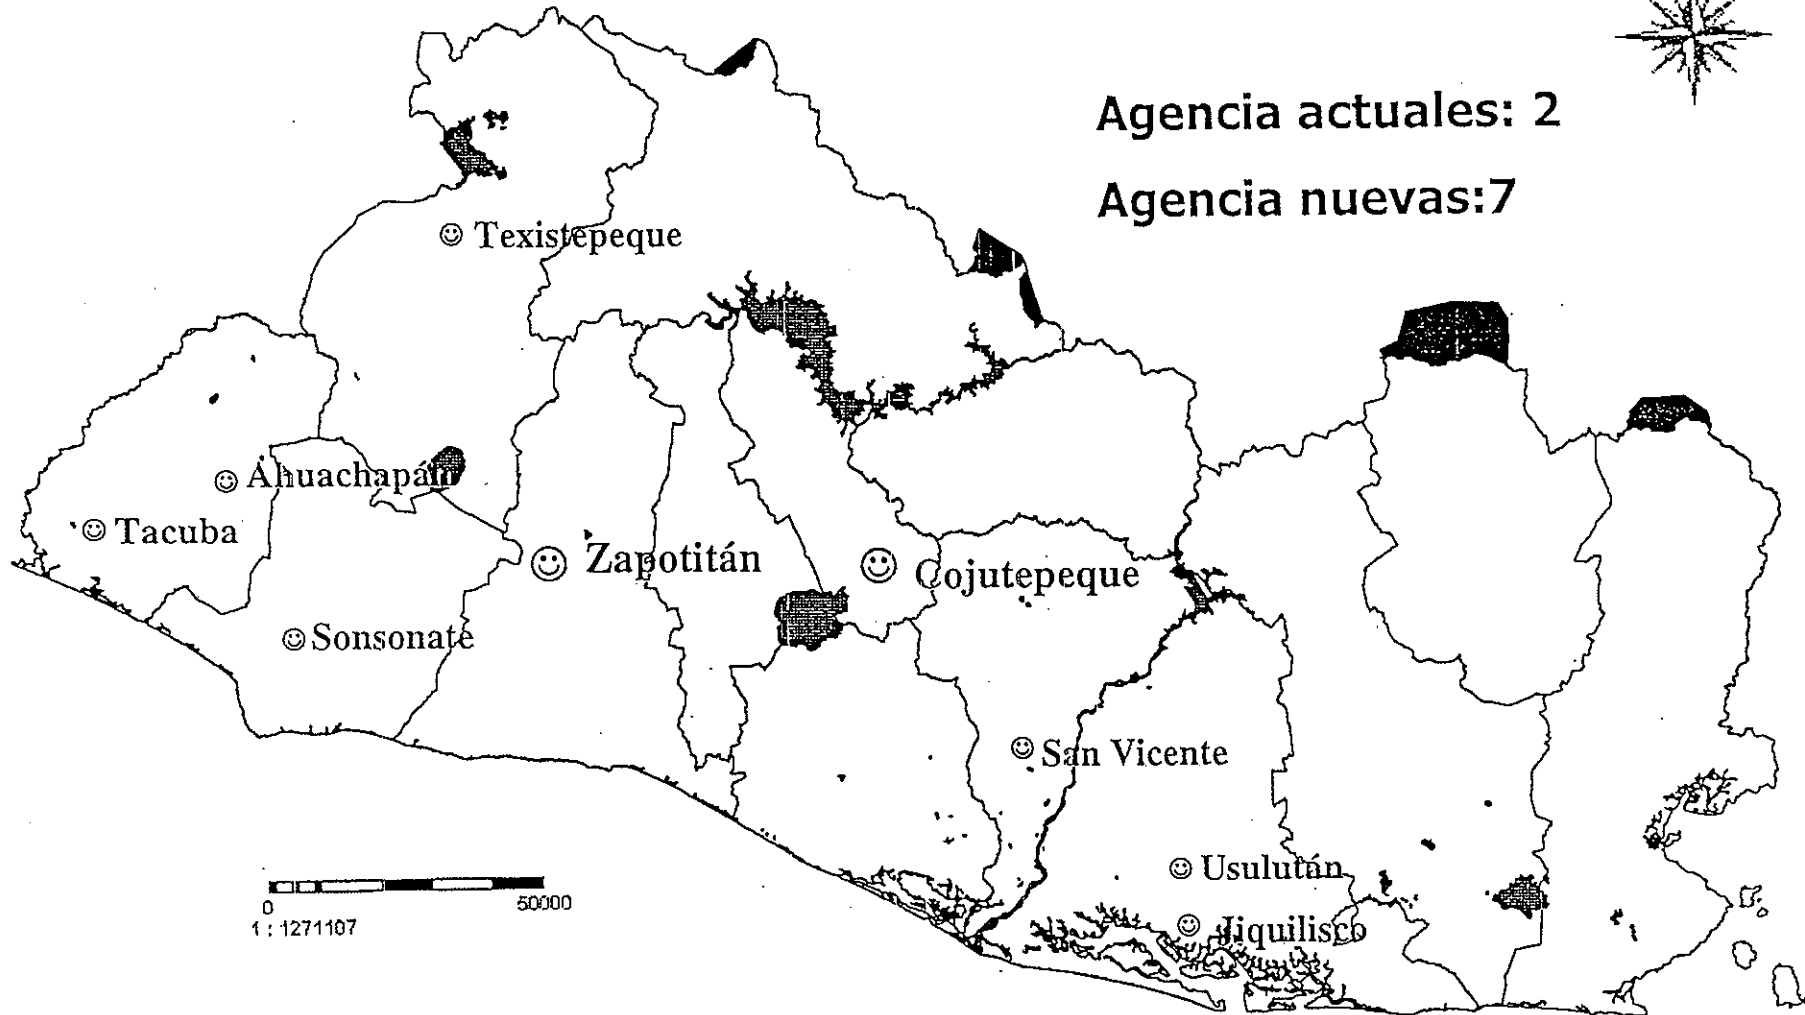 Agencia actuales: 2
Agencia nuevas:7
Texistepeque
Ahuachapán
Tacuba
Zapotitán
Cojutepeque
Sonsonate
San Vicente
Usulután
Jiquilisco
0 50000
1 : 1271107